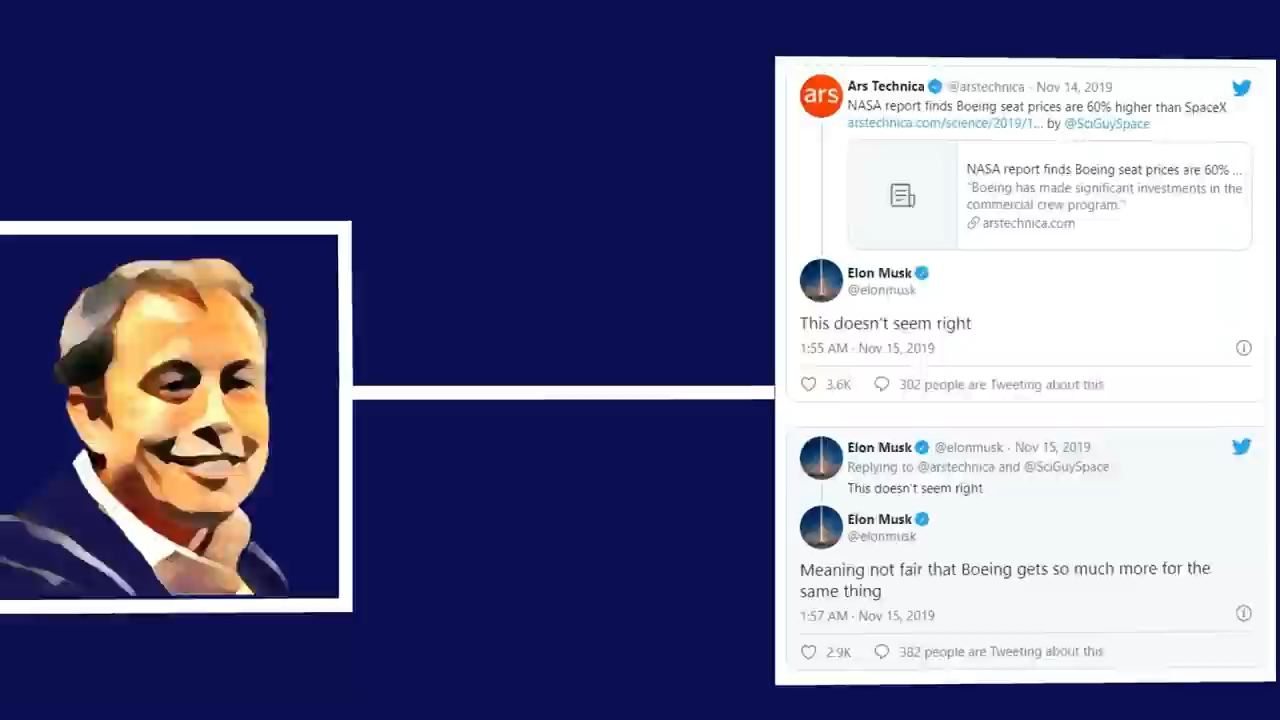 ars
Ars Technica @arstechnica · Nov 14, 2019
NASA report finds Boeing seat prices are 60% higher than SpaceX
arstechnica.com/science/2019/1... by @SciGuySpace
NASA report finds Boeing seat prices are 60% ...
"Boeing has made significant investments in the
commercial crew program."
arstechnica.com
Elon Musk
@elonmusk
This doesn't seem right
1:55 AM · Nov 15, 2019
3.6K 302 people are Tweeting about this
Elon Musk @elonmusk · Nov 15, 2019
Replying to @arstechnica and @SciGuySpace
This doesn't seem right
Elon Musk
@elonmusk
Meaning not fair that Boeing gets so much more for the
same thing
1:57 AM · Nov 15, 2019
2.9K 382 people are Tweeting about this